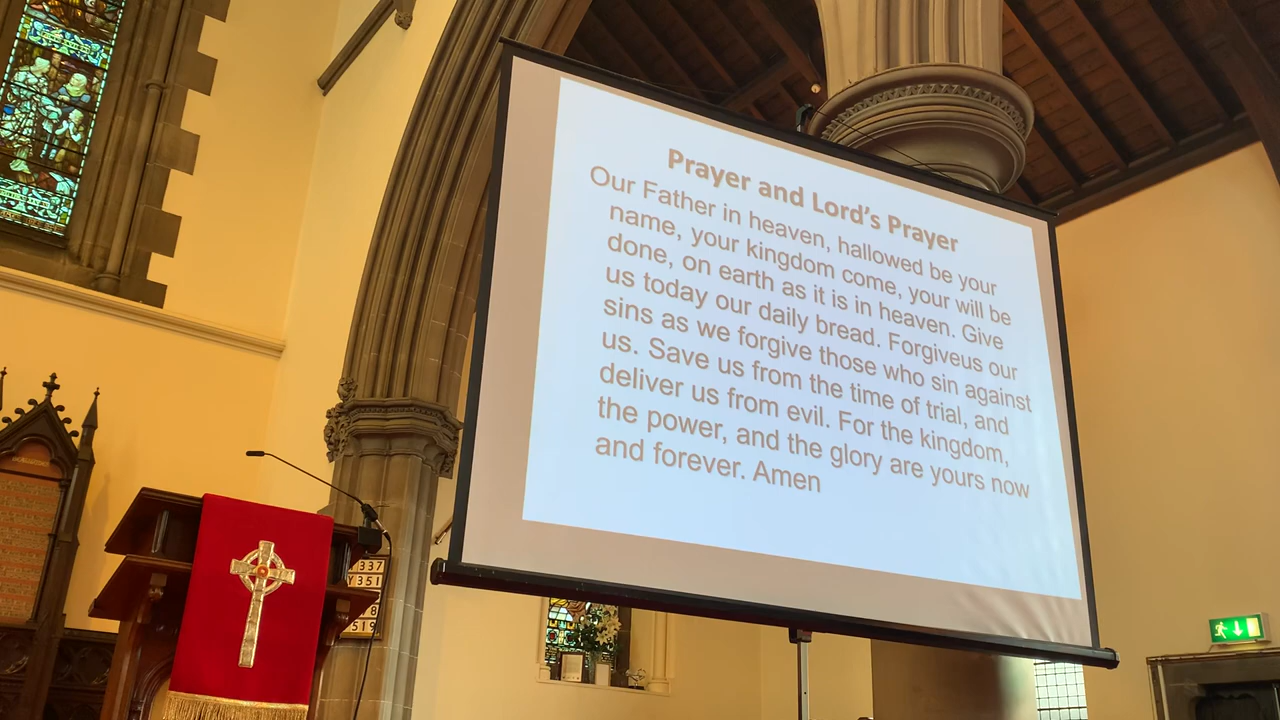 Prayer and Lord's Prayer
Our Father in heaven, hallowed be your
name, your kingdom come, your will be
done, on earth as it is in heaven. Give
us today our daily bread. Forgiveus our
sins as we forgive those who sin against
us. Save us from the time of trial, and
deliver us from evil. For the kingdom,
the power, and the glory are yours now
and forever. Amen
337
Y 351